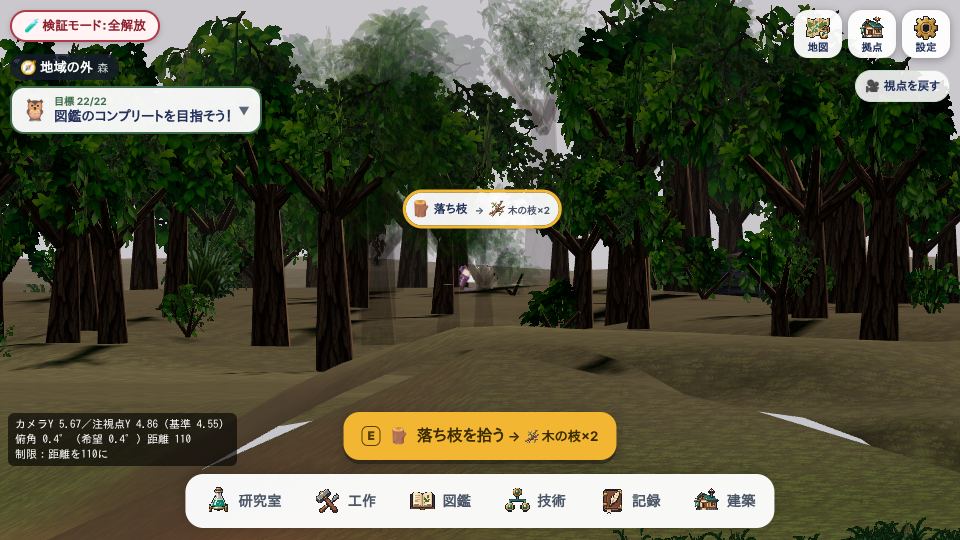 検証モード:全解放
地域の外 森
目標 22/22
図鑑のコンプリートを目指そう!
地図
拠点
設定
視点を戻す
落ち枝 → 木の枝×2
カメラY 5.67／注視点Y 4.86（基準 4.55）
俯角 0.4°（希望 0.4°）距離 110
制限：距離を110に
E 落ち枝を拾う → 木の枝×2
研究室
工作
図鑑
技術
記録
建築